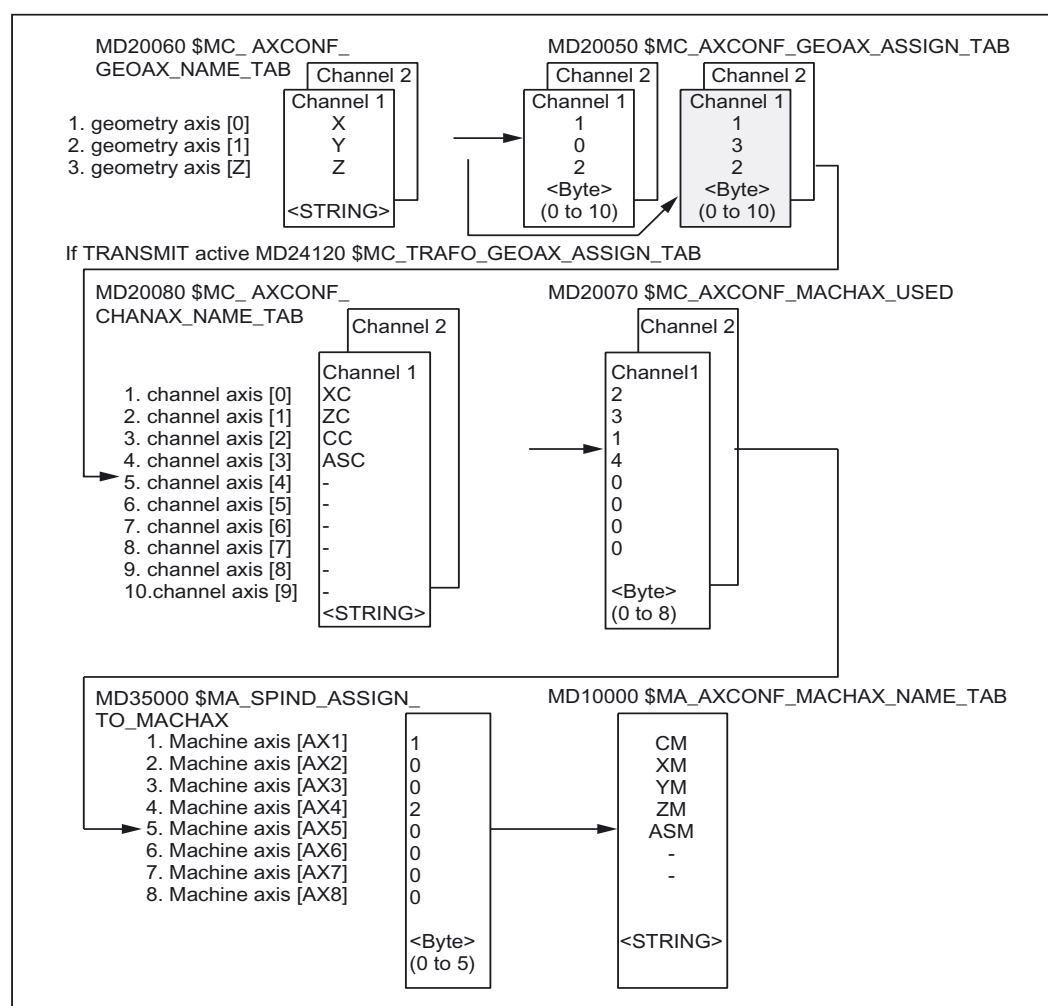 MD20060 $MC_ AXCONF_
GEOAX_NAME_TAB
MD20050 $MC_AXCONF_GEOAX_ASSIGN_TAB
Channel 2
Channel 1
1. geometry axis [0] X
2. geometry axis [1] Y
3. geometry axis [Z] Z
<STRING>
Channel 2
Channel 1
1
0
2
<Byte>
(0 to 10)
Channel 2
Channel 1
1
3
2
<Byte>
(0 to 10)
If TRANSMIT active MD24120 $MC_TRAFO_GEOAX_ASSIGN_TAB
MD20080 $MC_ AXCONF_
CHANAX_NAME_TAB
MD20070 $MC_AXCONF_MACHAX_USED
Channel 2
Channel 1
1. channel axis [0] XC
2. channel axis [1] ZC
3. channel axis [2] CC
4. channel axis [3] ASC
5. channel axis [4] -
6. channel axis [5] -
7. channel axis [6] -
8. channel axis [7] -
9. channel axis [8] -
10.channel axis [9] -
<STRING>
Channel 2
Channel1
2
3
1
4
0
0
0
0
<Byte>
(0 to 8)
MD35000 $MA_SPIND_ASSIGN_
TO_MACHAX
MD10000 $MA_AXCONF_MACHAX_NAME_TAB
1. Machine axis [AX1] 1
2. Machine axis [AX2] 0
3. Machine axis [AX3] 0
4. Machine axis [AX4] 2
5. Machine axis [AX5] 0
6. Machine axis [AX6] 0
7. Machine axis [AX7] 0
8. Machine axis [AX8] 0
<Byte>
(0 to 5)
CM
XM
YM
ZM
ASM
-
-
<STRING>